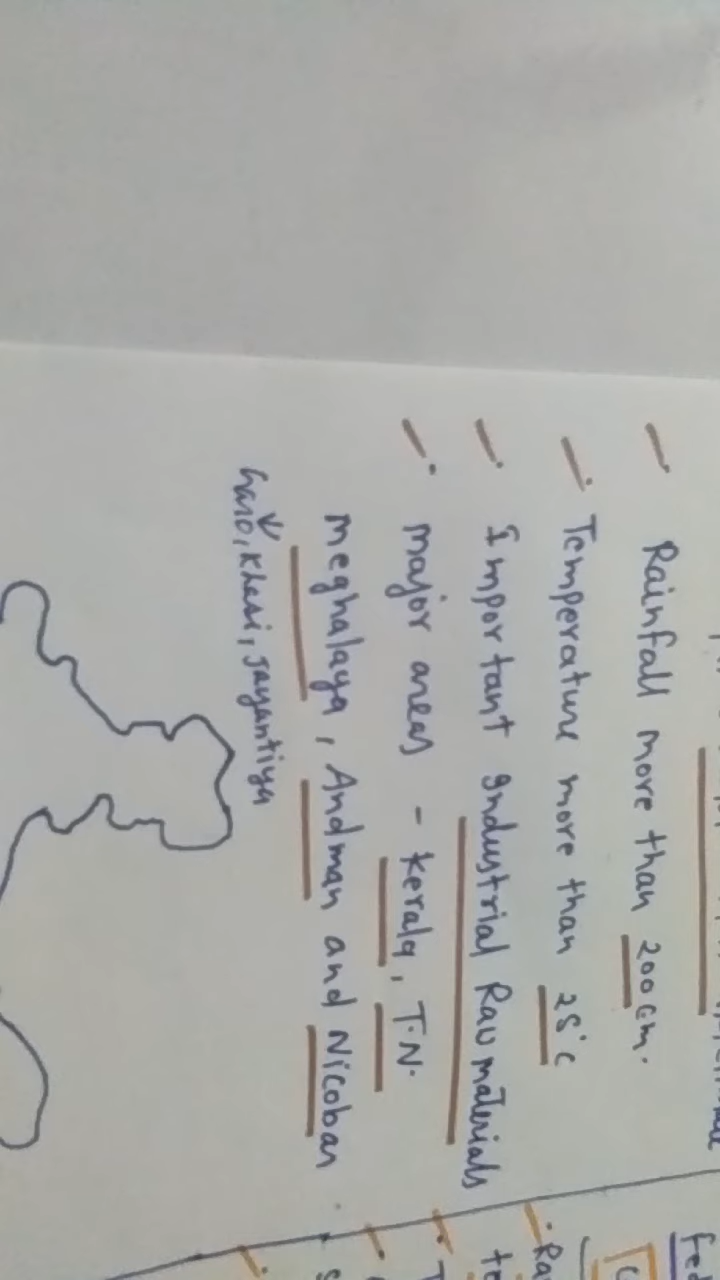 Rainfall more than 200 cm.
Temperature more than 25°C
Important Industrial Raw materials
major areas - Kerala, T.N.
meghalaya, Andman and Nicobar
Garo, Khasi, Jayantiya